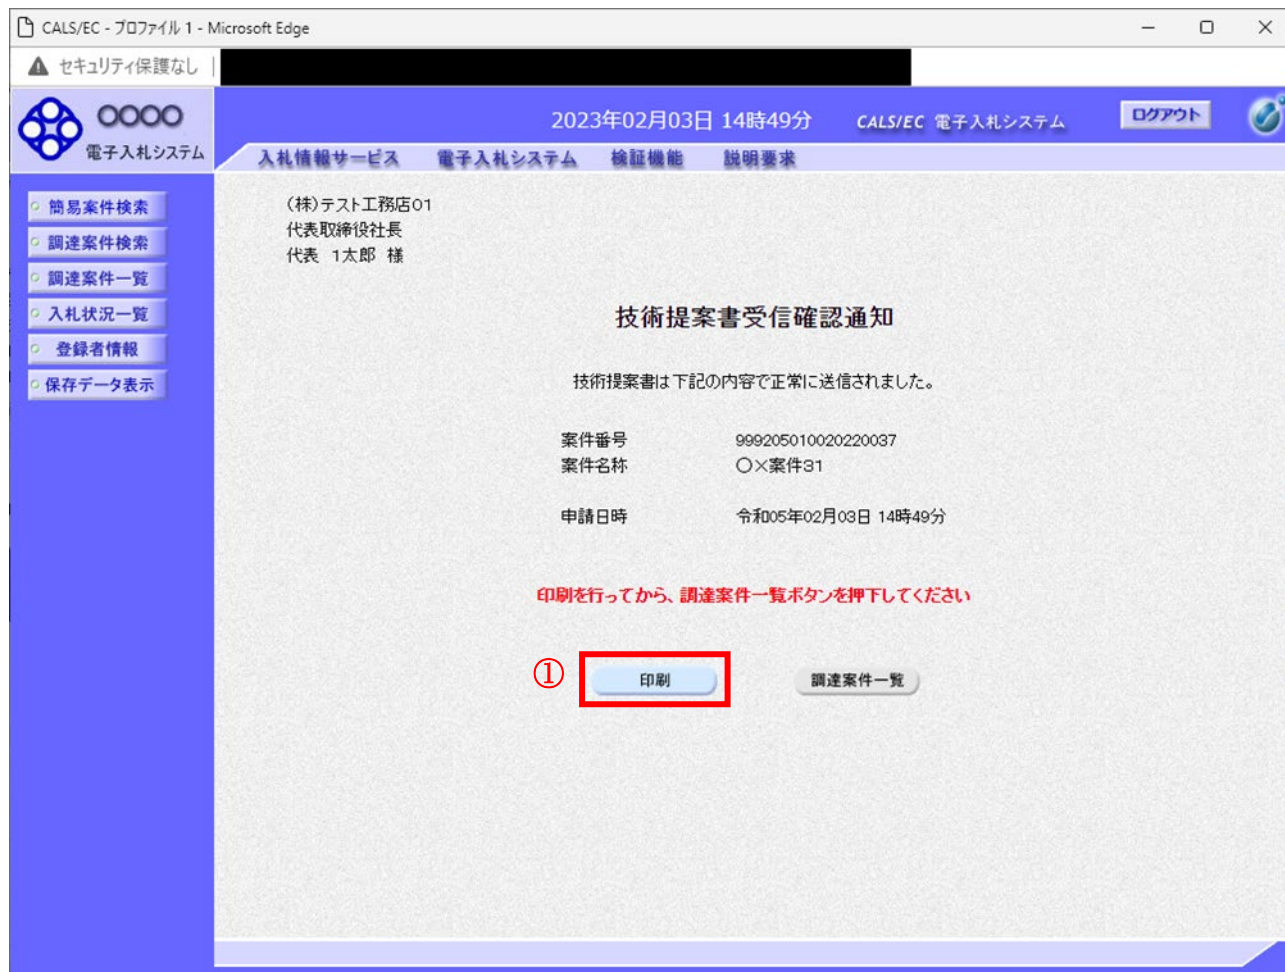 CALS/EC - プロファイル 1 - Microsoft Edge
セキュリティ保護なし
〇〇〇〇
電子入札システム
2023年02月03日 14時49分
CALS/EC 電子入札システム
ログアウト
入札情報サービス 電子入札システム 検証機能 説明要求
簡易案件検索
調達案件検索
調達案件一覧
入札状況一覧
登録者情報
保存データ表示
(株)テスト工務店01
代表取締役社長
代表 1太郎 様
技術提案書受信確認通知
技術提案書は下記の内容で正常に送信されました。
案件番号 999205010020220037
案件名称 〇×案件31
申請日時 令和05年02月03日 14時49分
印刷を行ってから、調達案件一覧ボタンを押下してください
① 印刷 調達案件一覧